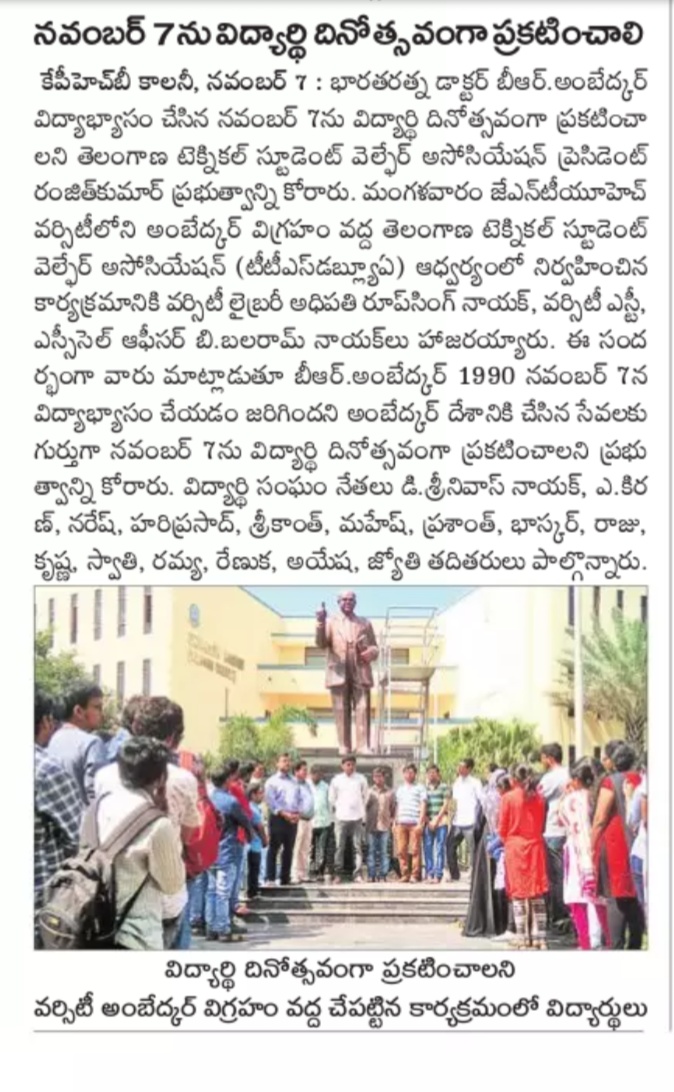 నవంబర్ 7ను విద్యార్థి దినోత్సవంగా ప్రకటించాలి
కేపీహెచ్‌బీ కాలనీ, నవంబర్ 7 : భారతరత్న డాక్టర్ బీఆర్.అంబేద్కర్
విద్యాభ్యాసం చేసిన నవంబర్ 7ను విద్యార్థి దినోత్సవంగా ప్రకటించా
లని తెలంగాణ టెక్నికల్ స్టూడెంట్ వెల్ఫేర్ అసోసియేషన్ ప్రెసిడెంట్
రంజిత్‌కుమార్ ప్రభుత్వాన్ని కోరారు. మంగళవారం జేఎన్‌టీయూహెచ్
వర్సిటీలోని అంబేద్కర్ విగ్రహం వద్ద తెలంగాణ టెక్నికల్ స్టూడెంట్
వెల్ఫేర్ అసోసియేషన్ (టీటీఎస్‌డబ్ల్యూఏ) ఆధ్వర్యంలో నిర్వహించిన
కార్యక్రమానికి వర్సిటీ లైబ్రరీ అధిపతి రూప్‌సింగ్ నాయక్, వర్సిటీ ఎస్టీ,
ఎస్సీసెల్ ఆఫీసర్ బి.బలరామ్ నాయక్‌లు హాజరయ్యారు. ఈ సంద
ర్భంగా వారు మాట్లాడుతూ బీఆర్.అంబేద్కర్ 1990 నవంబర్ 7న
విద్యాభ్యాసం చేయడం జరిగిందని అంబేద్కర్ దేశానికి చేసిన సేవలకు
గుర్తుగా నవంబర్ 7ను విద్యార్థి దినోత్సవంగా ప్రకటించాలని ప్రభు
త్వాన్ని కోరారు. విద్యార్థి సంఘం నేతలు డి.శ్రీనివాస్ నాయక్, ఎ.కిర
ణ్, నరేష్, హరిప్రసాద్, శ్రీకాంత్, మహేష్, ప్రశాంత్, భాస్కర్, రాజు,
కృష్ణ, స్వాతి, రమ్య, రేణుక, అయేష, జ్యోతి తదితరులు పాల్గొన్నారు.
విద్యార్థి దినోత్సవంగా ప్రకటించాలని
వర్సిటీ అంబేద్కర్ విగ్రహం వద్ద చేపట్టిన కార్యక్రమంలో విద్యార్థులు